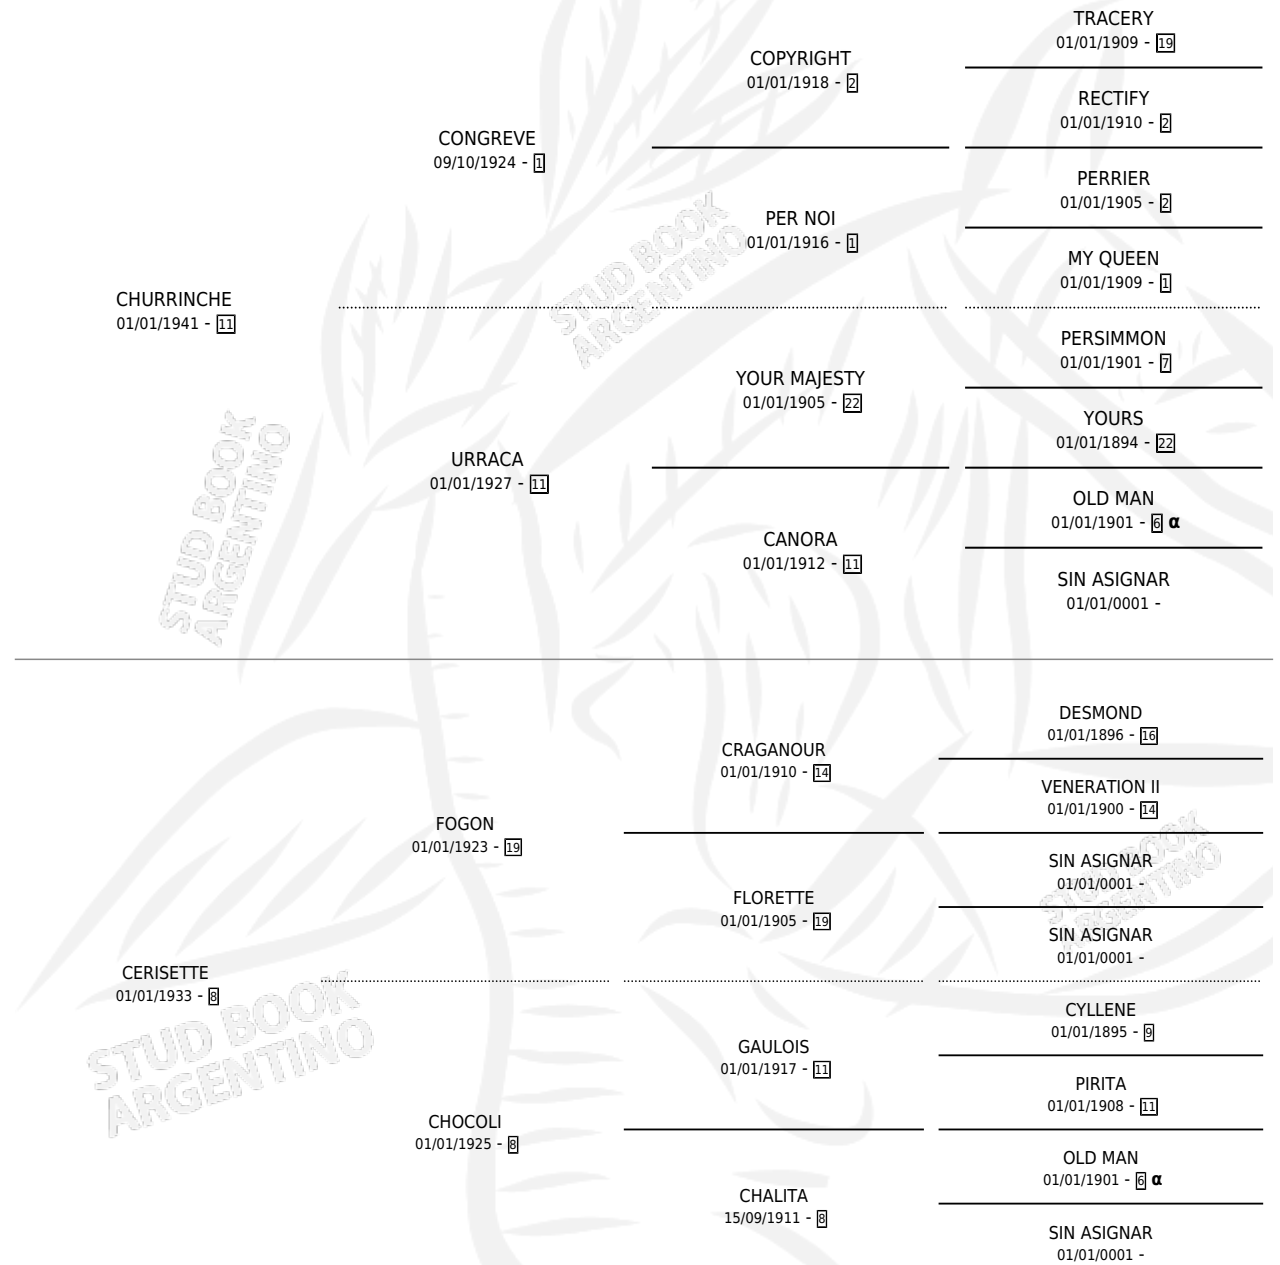 TRACERY
01/01/1909 - 19
COPYRIGHT
01/01/1918 - 2
RECTIFY
01/01/1910 - 2
CONGREVE
09/10/1924 - 1
PERRIER
01/01/1905 - 2
PER NOI
01/01/1916 - 1
MY QUEEN
01/01/1909 - 1
CHURRINCHE
01/01/1941 - 11
PERSIMMON
01/01/1901 - 7
YOUR MAJESTY
01/01/1905 - 22
YOURS
01/01/1894 - 22
URRACA
01/01/1927 - 11
OLD MAN
01/01/1901 - 6 α
CANORA
01/01/1912 - 11
SIN ASIGNAR
01/01/0001 -
DESMOND
01/01/1896 - 16
CRAGANOUR
01/01/1910 - 14
VENERATION II
01/01/1900 - 14
FOGON
01/01/1923 - 19
SIN ASIGNAR
01/01/0001 -
FLORETTE
01/01/1905 - 19
SIN ASIGNAR
01/01/0001 -
CERISETTE
01/01/1933 - 8
CYLLENE
01/01/1895 - 9
GAULOIS
01/01/1917 - 11
PIRITA
01/01/1908 - 11
CHOCOLI
01/01/1925 - 8
OLD MAN
01/01/1901 - 6 α
CHALITA
15/09/1911 - 8
SIN ASIGNAR
01/01/0001 -
STUD BOOK
ARGENTINO
STUD BOOK
ARGENTINO
STUD BOOK
ARGENTINO
STUD BOOK
ARGENTINO